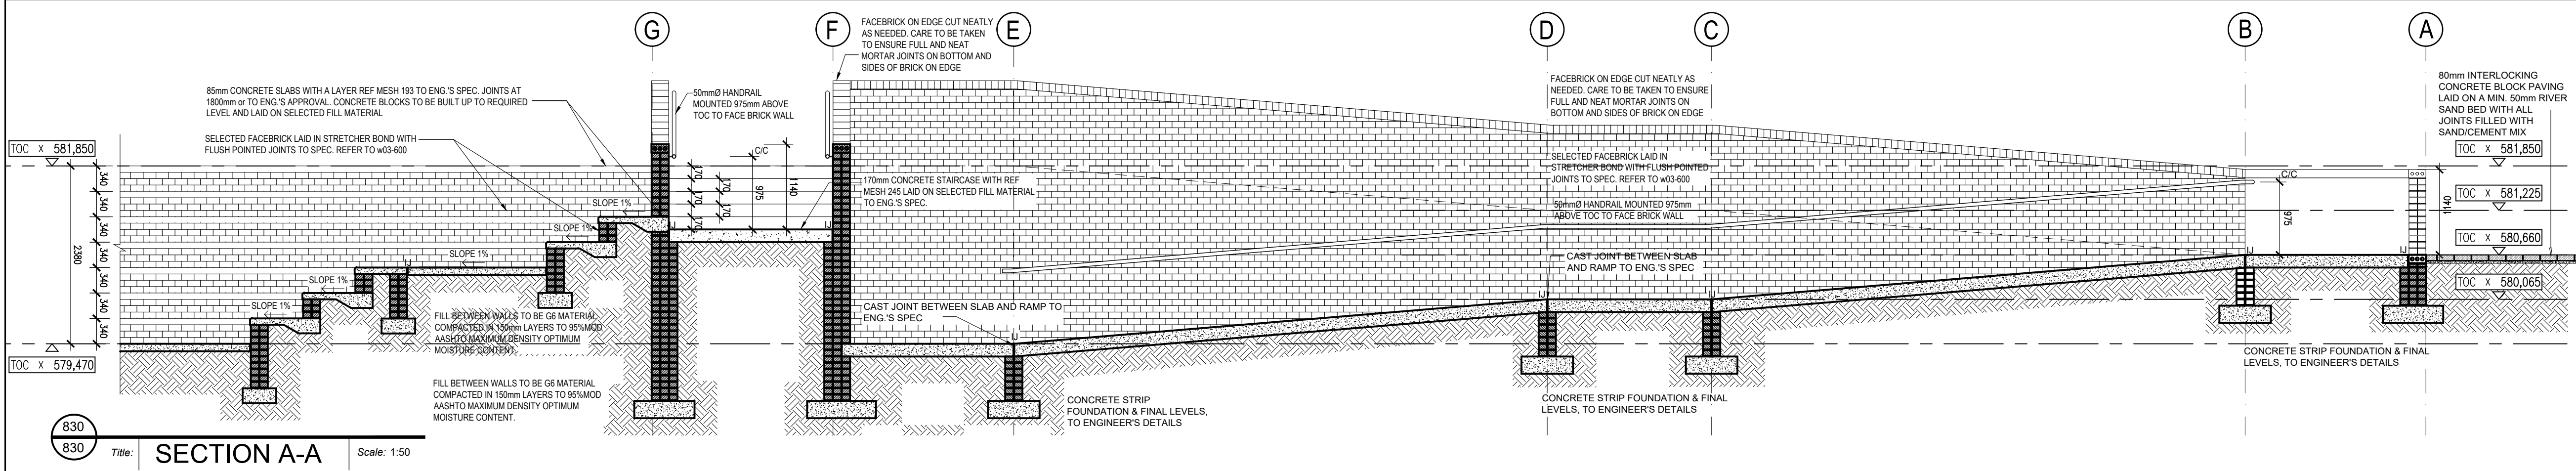 G
F
E
D
C
B
A
FACEBRICK ON EDGE CUT NEATLY
AS NEEDED. CARE TO BE TAKEN
TO ENSURE FULL AND NEAT
MORTAR JOINTS ON BOTTOM AND
SIDES OF BRICK ON EDGE
85mm CONCRETE SLABS WITH A LAYER REF MESH 193 TO ENG.'S SPEC. JOINTS AT
1800mm or TO ENG.'S APPROVAL. CONCRETE BLOCKS TO BE BUILT UP TO REQUIRED
LEVEL AND LAID ON SELECTED FILL MATERIAL
SELECTED FACEBRICK LAID IN STRETCHER BOND WITH
FLUSH POINTED JOINTS TO SPEC. REFER TO w03-600
50mmØ HANDRAIL
MOUNTED 975mm ABOVE
TOC TO FACE BRICK WALL
FACEBRICK ON EDGE CUT NEATLY AS
NEEDED. CARE TO BE TAKEN TO ENSURE
FULL AND NEAT MORTAR JOINTS ON
BOTTOM AND SIDES OF BRICK ON EDGE
80mm INTERLOCKING
CONCRETE BLOCK PAVING
LAID ON A MIN. 50mm RIVER
SAND BED WITH ALL
JOINTS FILLED WITH
SAND/CEMENT MIX
TOC X 581,850
TOC X 581,850
C/C
SELECTED FACEBRICK LAID IN
STRETCHER BOND WITH FLUSH POINTED
JOINTS TO SPEC. REFER TO w03-600
C/C
340
340
340
340
340
340
340
2380
170
170
170
170
170
975
1140
170mm CONCRETE STAIRCASE WITH REF
MESH 245 LAID ON SELECTED FILL MATERIAL
TO ENG.'S SPEC.
50mmØ HANDRAIL MOUNTED 975mm
ABOVE TOC TO FACE BRICK WALL
975
1140
TOC X 581,225
TOC X 580,660
TOC X 580,065
SLOPE 1%
SLOPE 1%
SLOPE 1%
SLOPE 1%
SLOPE 1%
CAST JOINT BETWEEN SLAB
AND RAMP TO ENG.'S SPEC
CAST JOINT BETWEEN SLAB AND RAMP TO
ENG.'S SPEC
FILL BETWEEN WALLS TO BE G6 MATERIAL
COMPACTED IN 150mm LAYERS TO 95%MOD
AASHTO MAXIMUM DENSITY OPTIMUM
MOISTURE CONTENT.
TOC X 579,470
FILL BETWEEN WALLS TO BE G6 MATERIAL
COMPACTED IN 150mm LAYERS TO 95%MOD
AASHTO MAXIMUM DENSITY OPTIMUM
MOISTURE CONTENT.
CONCRETE STRIP
FOUNDATION & FINAL LEVELS,
TO ENGINEER'S DETAILS
CONCRETE STRIP FOUNDATION & FINAL
LEVELS, TO ENGINEER'S DETAILS
CONCRETE STRIP FOUNDATION & FINAL
LEVELS, TO ENGINEER'S DETAILS
830
830
Title: SECTION A-A Scale: 1:50